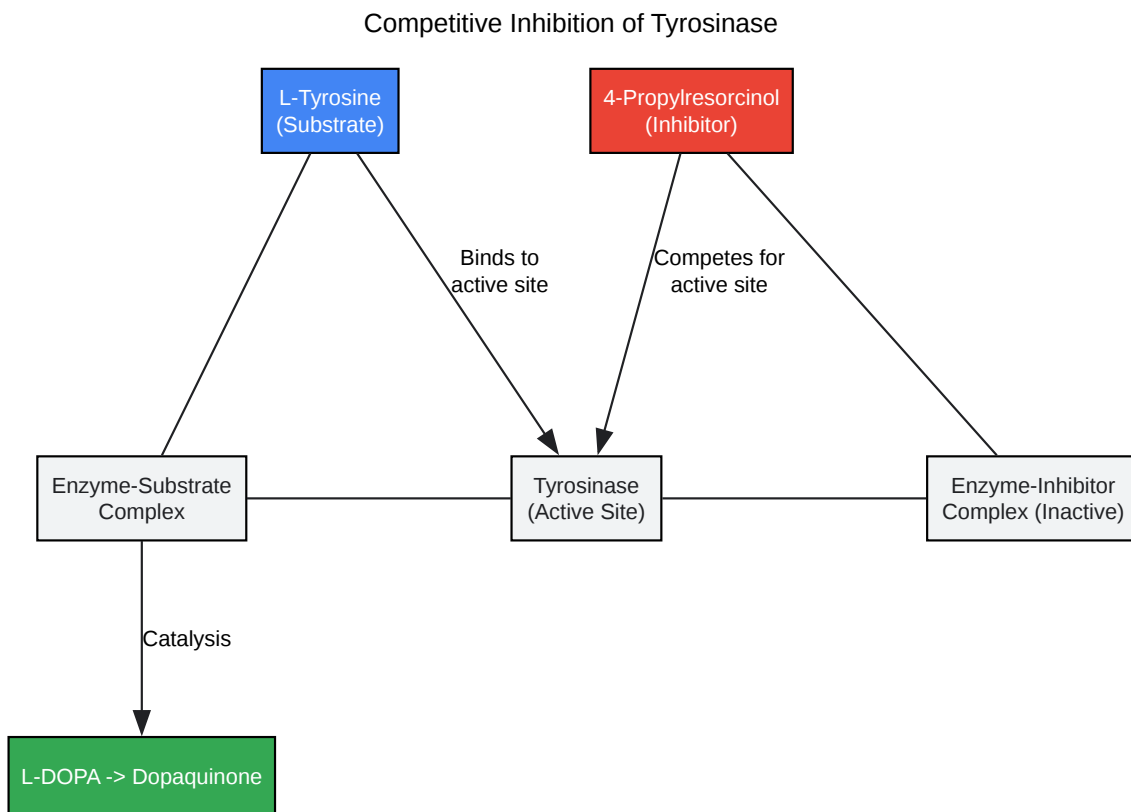 Competitive Inhibition of Tyrosinase
L-Tyrosine
(Substrate)
4-Propylresorcinol
(Inhibitor)
Binds to
active site
Competes for
active site
Enzyme-Substrate
Complex
Tyrosinase
(Active Site)
Enzyme-Inhibitor
Complex (Inactive)
Catalysis
L-DOPA -> Dopaquinone